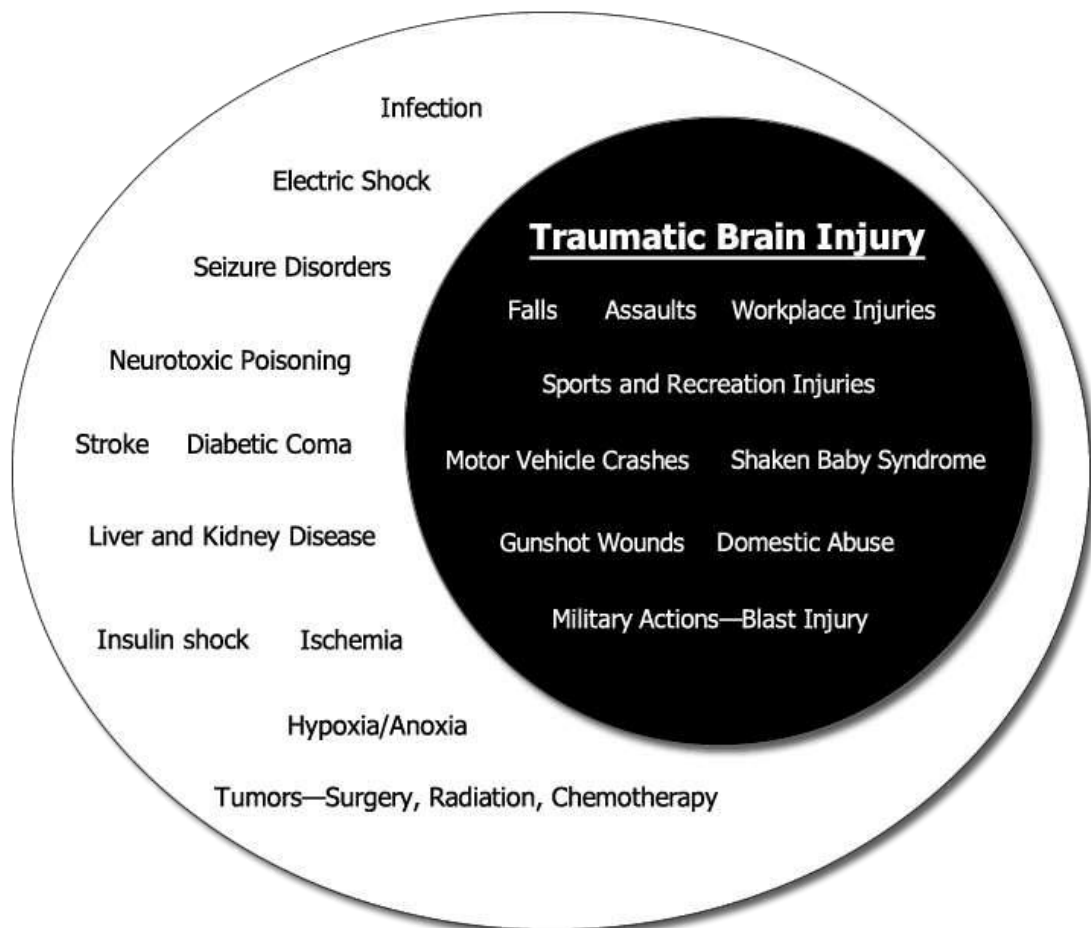 Infection
Electric Shock
Seizure Disorders
Neurotoxic Poisoning
Stroke Diabetic Coma
Liver and Kidney Disease
Insulin shock Ischemia
Hypoxia/Anoxia
Tumors—Surgery, Radiation, Chemotherapy
Traumatic Brain Injury
Falls Assaults Workplace Injuries
Sports and Recreation Injuries
Motor Vehicle Crashes Shaken Baby Syndrome
Gunshot Wounds Domestic Abuse
Military Actions—Blast Injury